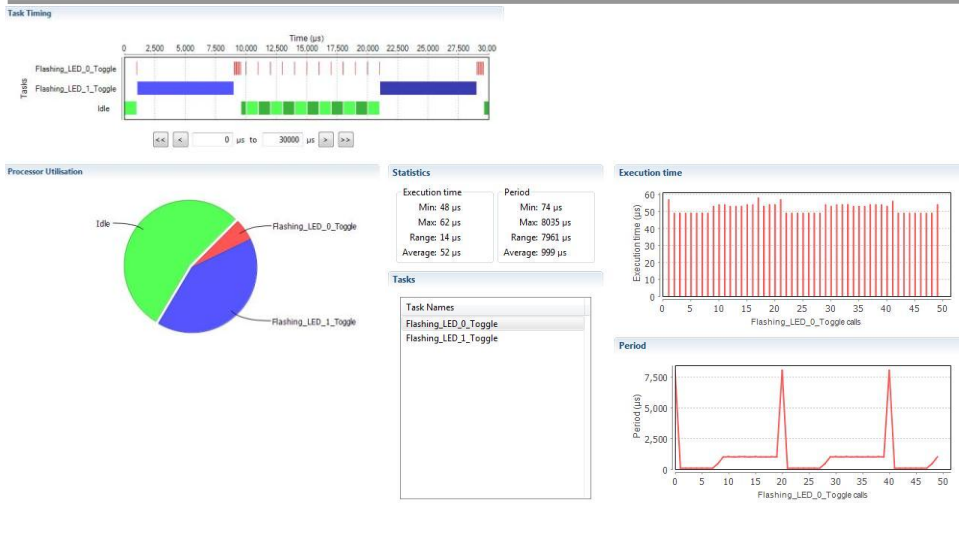 Task Timing
Time (µs)
0 2,500 5,000 7,500 10,000 12,500 15,000 17,500 20,000 22,500 25,000 27,500 30,00
Tasks
Flashing_LED_0_Toggle
Flashing_LED_1_Toggle
Idle
<< < 0 µs to 30000 µs > >>
Processor Utilisation
Idle
Flashing_LED_0_Toggle
Flashing_LED_1_Toggle
Statistics
Execution time
Min: 48 µs
Max: 62 µs
Range: 14 µs
Average: 52 µs
Period
Min: 74 µs
Max: 8035 µs
Range: 7961 µs
Average: 999 µs
Tasks
Task Names
Flashing_LED_0_Toggle
Flashing_LED_1_Toggle
Execution time
Execution time (µs)
60
50
40
30
20
10
0
0 5 10 15 20 25 30 35 40 45 50
Flashing_LED_0_Toggle calls
Period
Period (µs)
7,500
5,000
2,500
0
0 5 10 15 20 25 30 35 40 45 50
Flashing_LED_0_Toggle calls